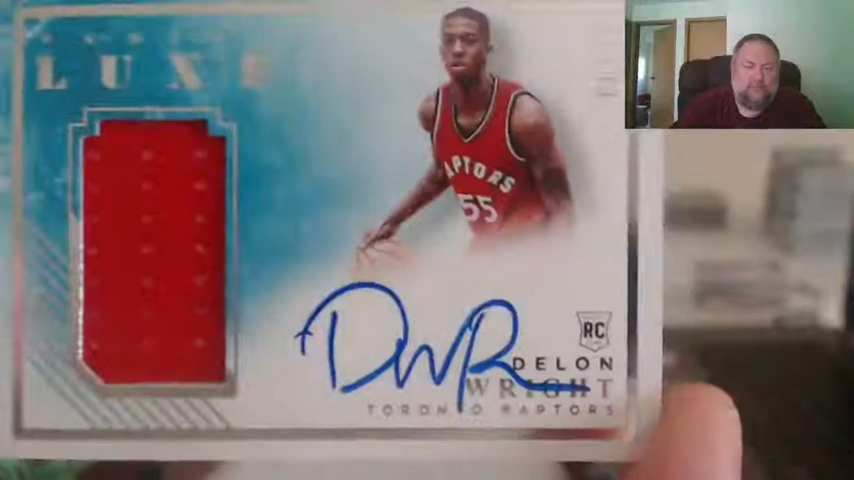 LUXE
RAPTORS
55
RC
DELON
WRIGHT
TORONTO RAPTORS